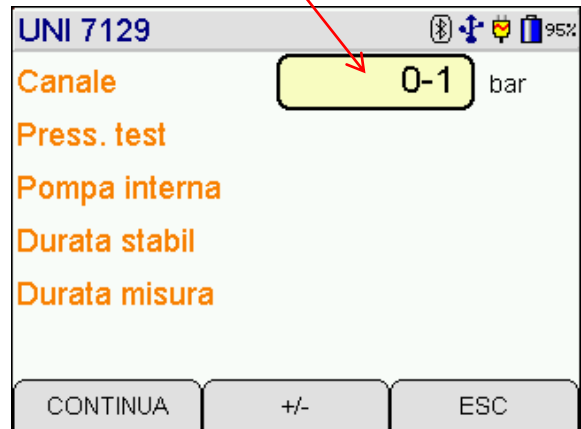 UNI 7129 95%
Canale 0-1 bar
Press. test
Pompa interna
Durata stabil
Durata misura
CONTINUA +/- ESC